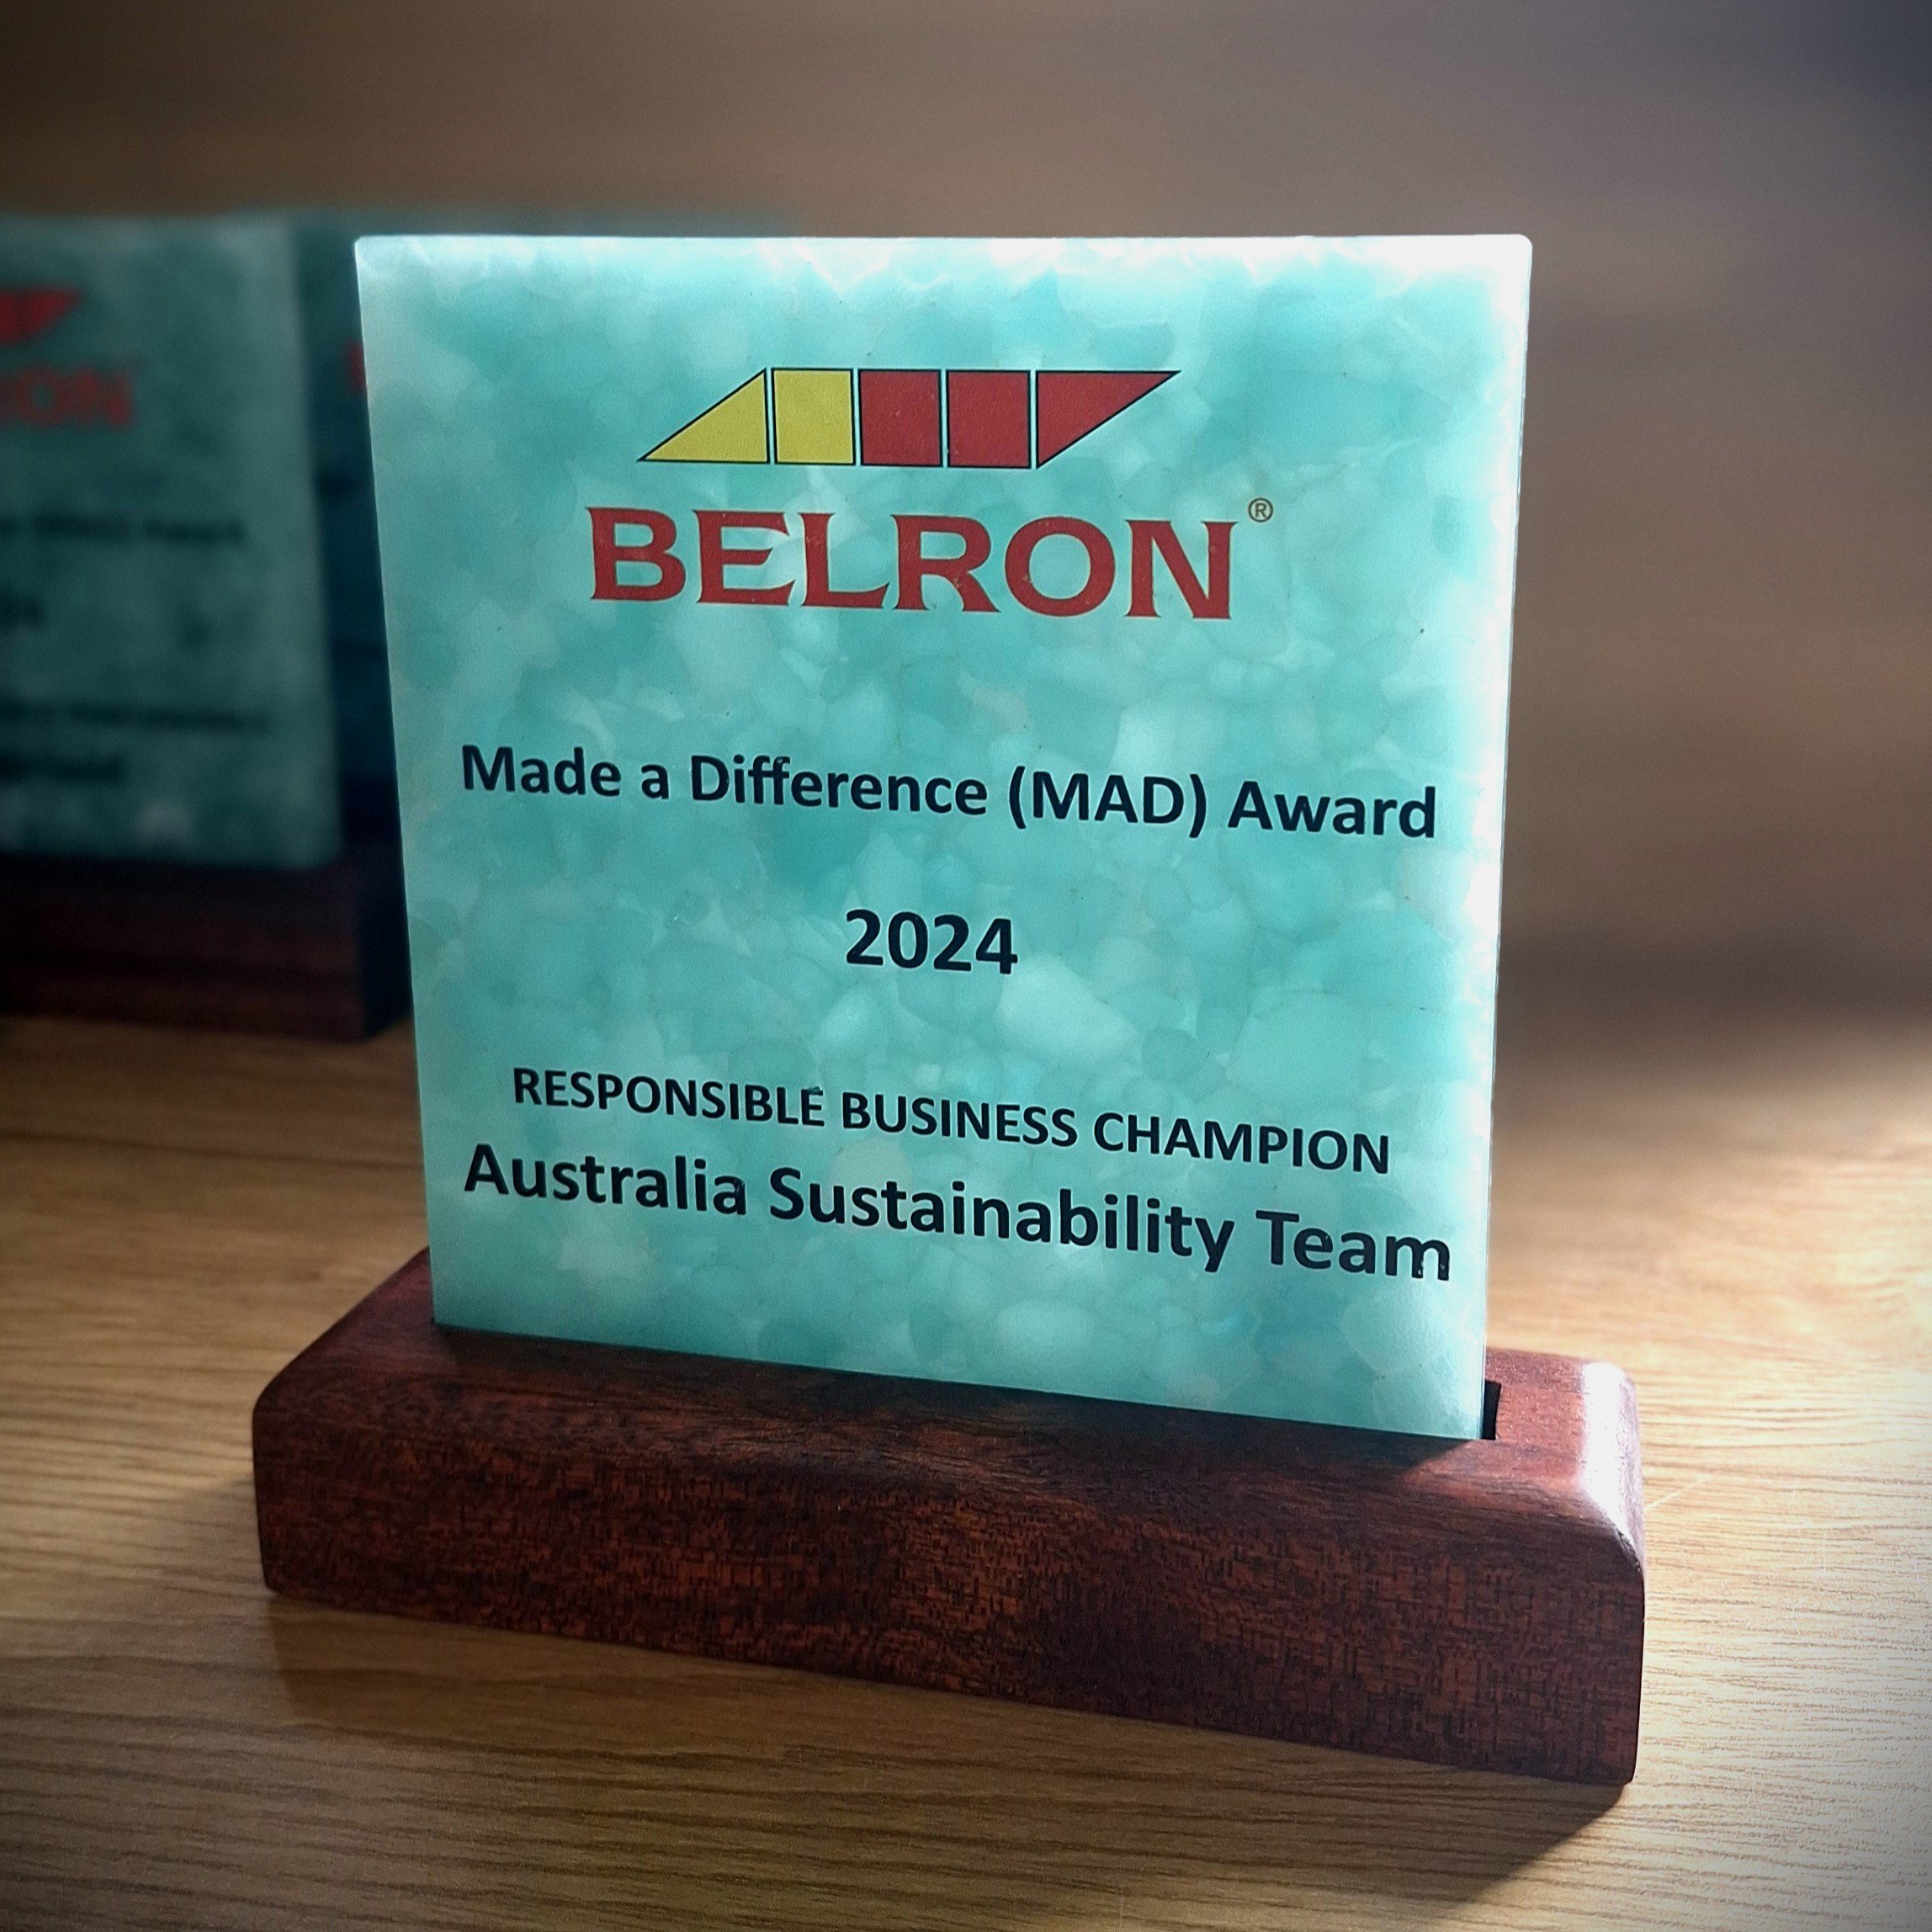 BELRON®
Made a Difference (MAD) Award
2024
RESPONSIBLE BUSINESS CHAMPION
Australia Sustainability Team